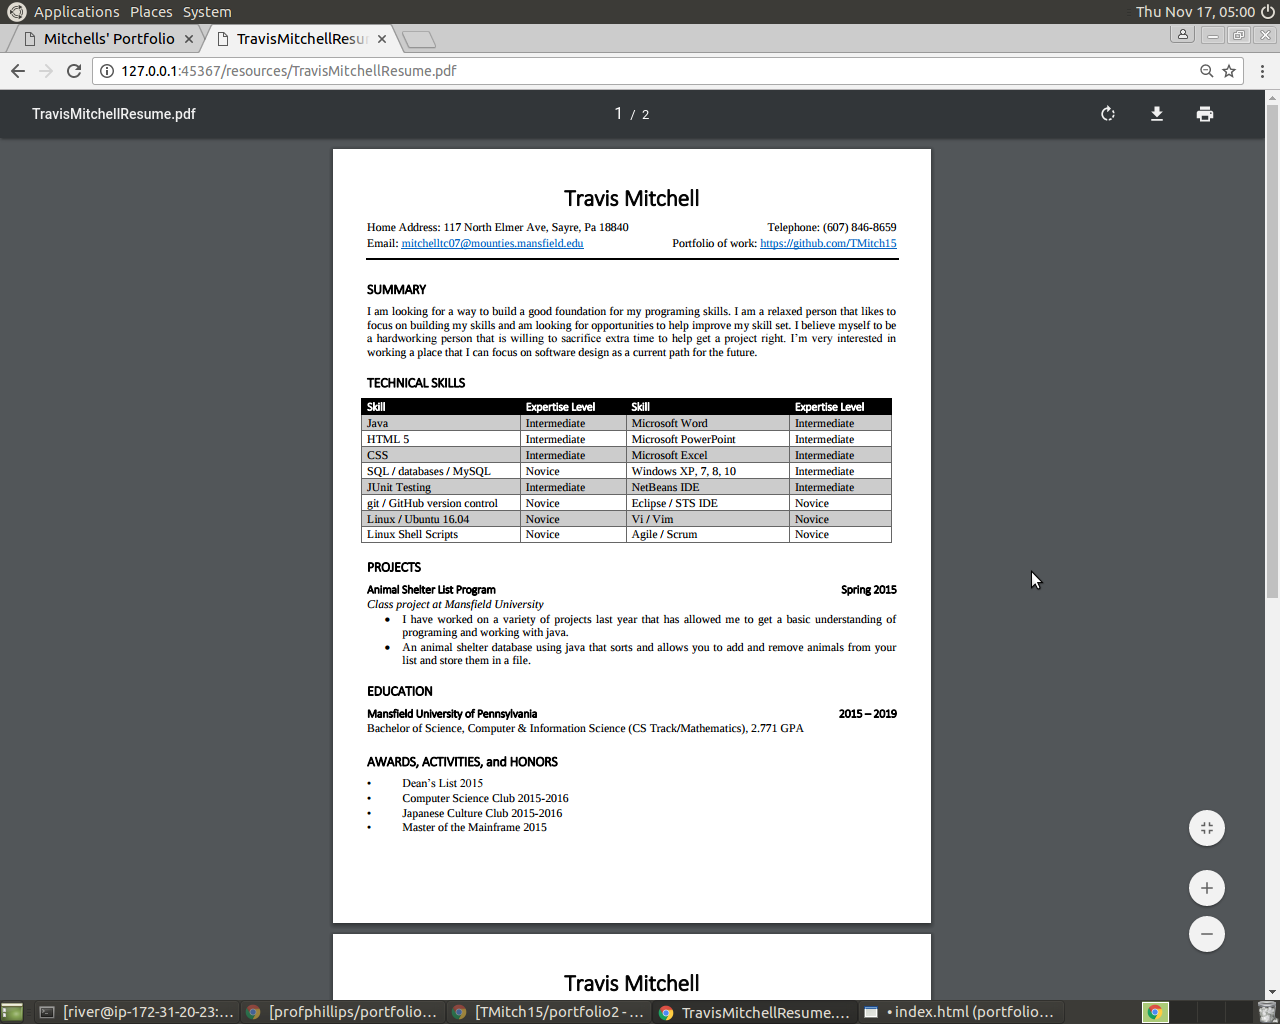 Applications Places System Thu Nov 17, 05:00
Mitchells' Portfolio TravisMitchellResu
127.0.0.1:45367/resources/TravisMitchellResume.pdf
TravisMitchellResume.pdf 1 / 2
Travis Mitchell
Home Address: 117 North Elmer Ave, Sayre, Pa 18840 Telephone: (607) 846-8659
Email: mitchelltc07@mounties.mansfield.edu Portfolio of work: https://github.com/TMitch15
SUMMARY
I am looking for a way to build a good foundation for my programing skills. I am a relaxed person that likes to
focus on building my skills and am looking for opportunities to help improve my skill set. I believe myself to be
a hardworking person that is willing to sacrifice extra time to help get a project right. I'm very interested in
working a place that I can focus on software design as a current path for the future.
TECHNICAL SKILLS
Skill Expertise Level Skill Expertise Level
Java Intermediate Microsoft Word Intermediate
HTML 5 Intermediate Microsoft PowerPoint Intermediate
CSS Intermediate Microsoft Excel Intermediate
SQL / databases / MySQL Novice Windows XP, 7, 8, 10 Intermediate
JUnit Testing Intermediate NetBeans IDE Intermediate
git / GitHub version control Novice Eclipse / STS IDE Novice
Linux / Ubuntu 16.04 Novice Vi / Vim Novice
Linux Shell Scripts Novice Agile / Scrum Novice
PROJECTS
Animal Shelter List Program Spring 2015
Class project at Mansfield University
• I have worked on a variety of projects last year that has allowed me to get a basic understanding of
programing and working with java.
• An animal shelter database using java that sorts and allows you to add and remove animals from your
list and store them in a file.
EDUCATION
Mansfield University of Pennsylvania 2015 – 2019
Bachelor of Science, Computer & Information Science (CS Track/Mathematics), 2.771 GPA
AWARDS, ACTIVITIES, and HONORS
• Dean's List 2015
• Computer Science Club 2015-2016
• Japanese Culture Club 2015-2016
• Master of the Mainframe 2015
Travis Mitchell
[river@ip-172-31-20-23:... [profphillips/portfolio... [TMitch15/portfolio2 - ... TravisMitchellResume.... • index.html (portfolio...